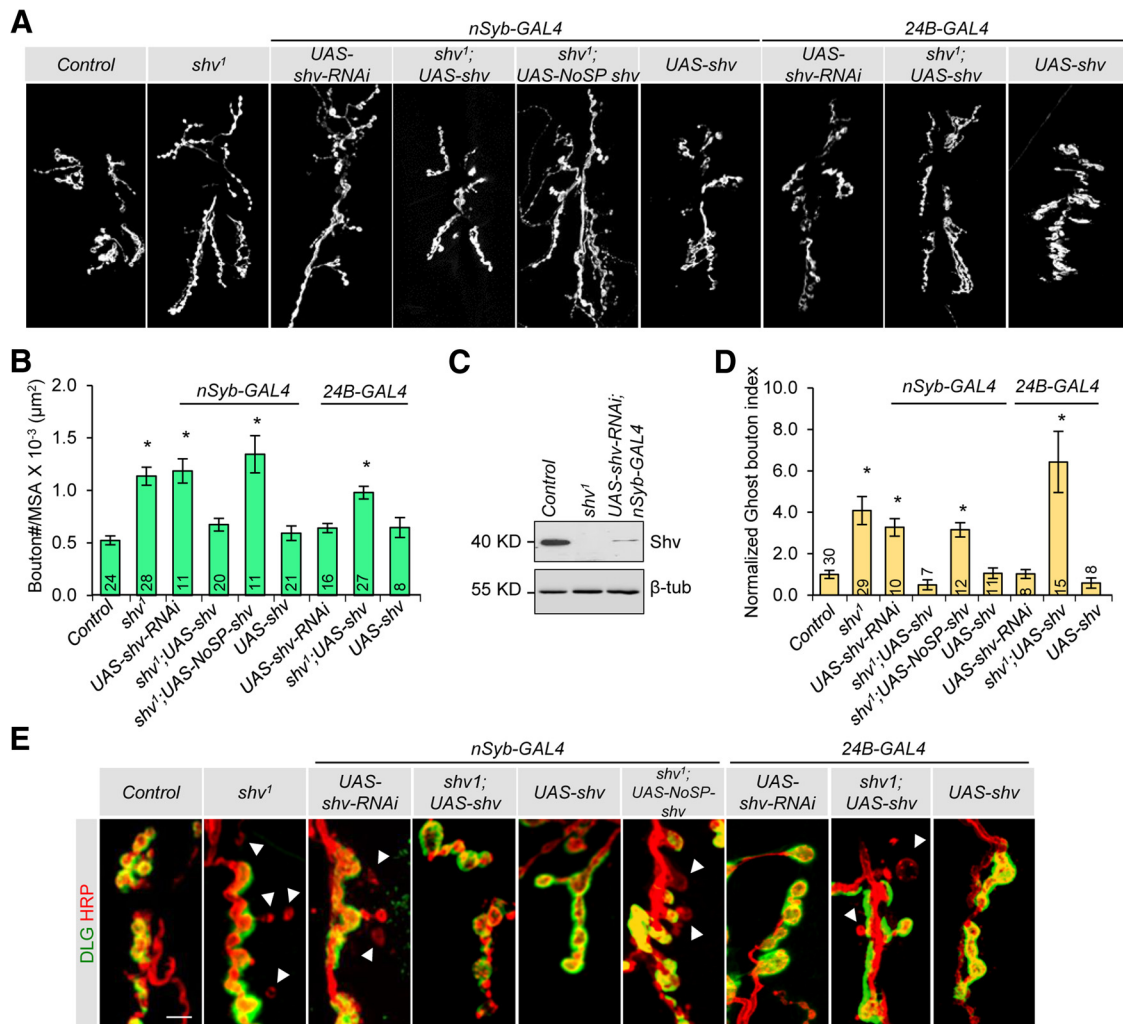 A
nSyb-GAL4
24B-GAL4
Control
shv¹
UAS-
shv-RNAi
shv¹;
UAS-shv
shv¹;
UAS-NoSP shv
UAS-shv
UAS-
shv-RNAi
shv¹;
UAS-shv
UAS-shv
B
nSyb-GAL4
24B-GAL4
Bouton#/MSA X 10⁻³ (µm²)
2.0
1.5
1.0
0.5
0.0
* * * *
24 28 11 20 11 21 16 27 8
Control
shv¹
UAS-shv-RNAi
shv¹;UAS-shv
shv¹;UAS-NoSP-shv
UAS-shv
UAS-shv-RNAi
shv¹;UAS-shv
UAS-shv
C
Control
shv¹
UAS-shv-RNAi;
nSyb-GAL4
40 KD
Shv
55 KD
β-tub
D
nSyb-GAL4
24B-GAL4
Normalized Ghost bouton index
10.0
8.0
6.0
4.0
2.0
0.0
* * * *
30 29 10 7 12 11 8 15 8
Control
shv¹
UAS-shv-RNAi
shv¹;UAS-shv
shv¹;UAS-NoSP-shv
UAS-shv
UAS-shv-RNAi
shv¹;UAS-shv
UAS-shv
E
nSyb-GAL4
24B-GAL4
Control
shv¹
UAS-
shv-RNAi
shv1;
UAS-shv
UAS-shv
shv¹;
UAS-NoSP-
shv
UAS-
shv-RNAi
shv1;
UAS-shv
UAS-shv
DLG HRP